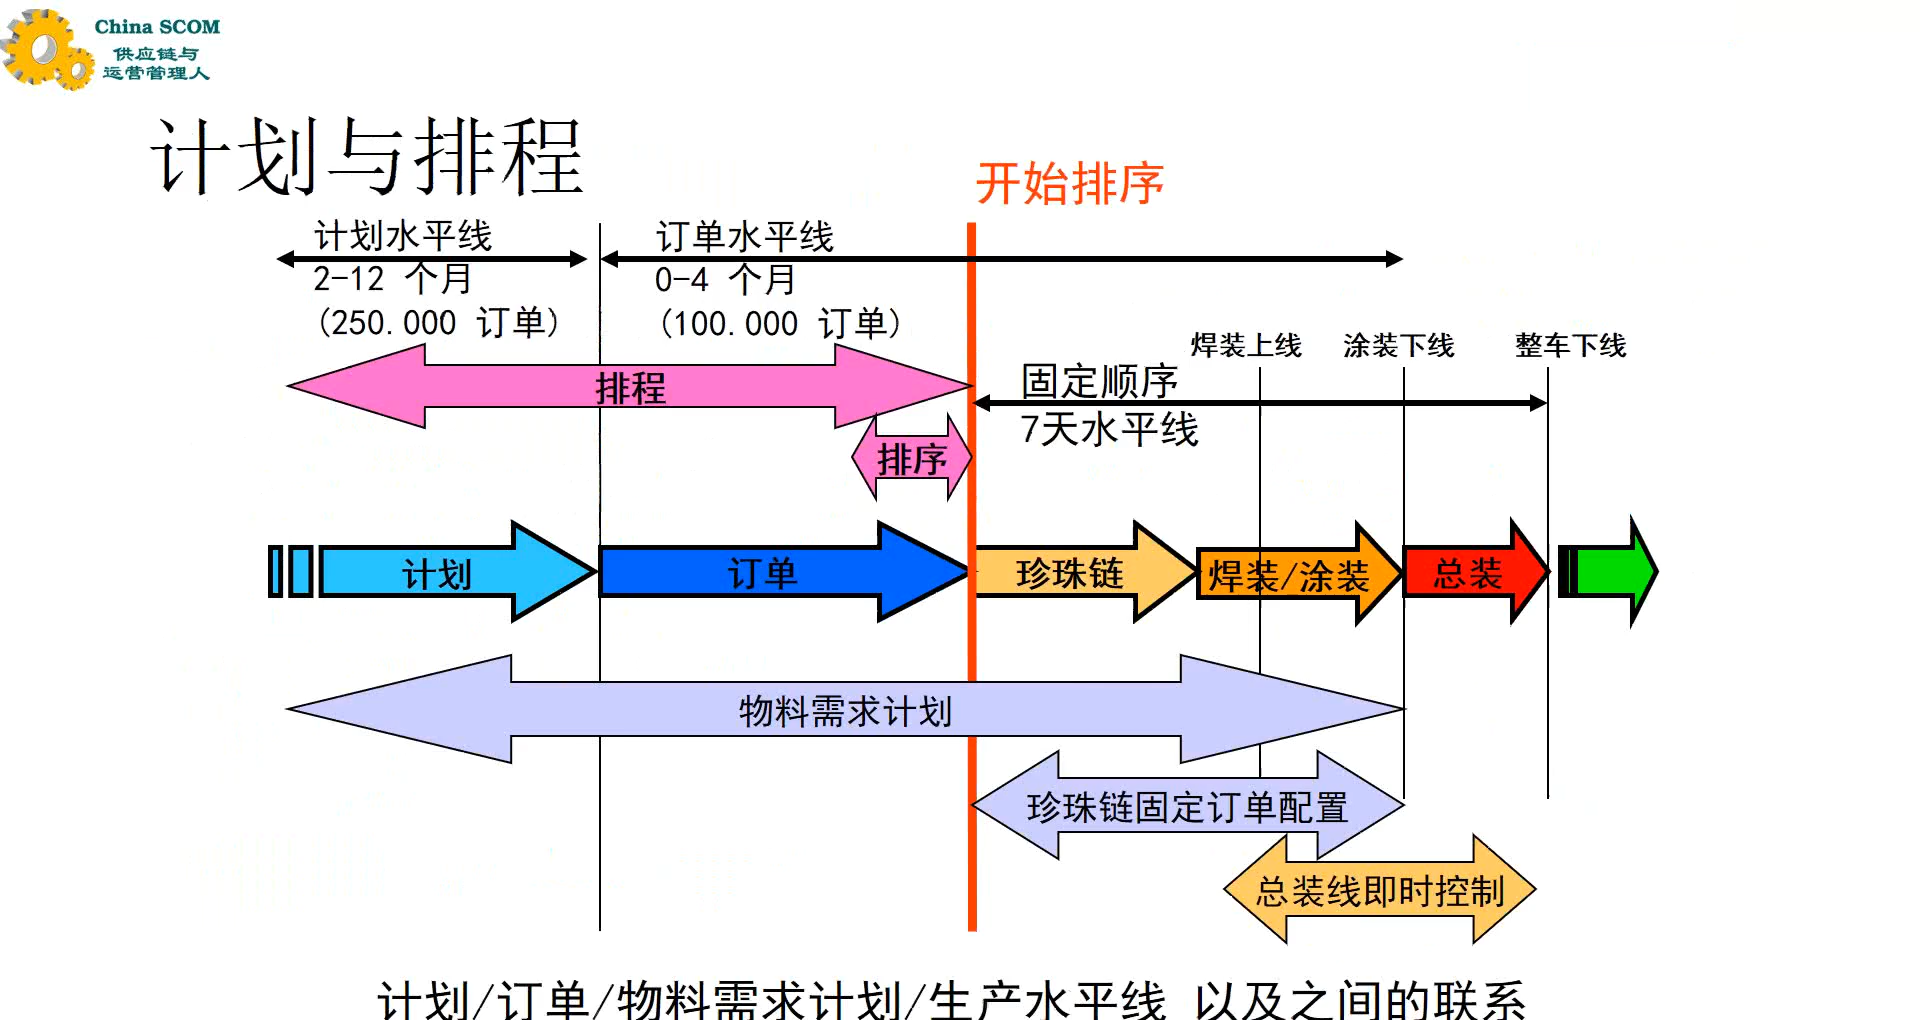 China SCOM
供应链与
运营管理人
计划与排程
开始排序
计划水平线
2-12 个月
(250.000 订单)
订单水平线
0-4 个月
(100.000 订单)
焊装上线
涂装下线
整车下线
排程
固定顺序
7天水平线
排序
计划
订单
珍珠链
焊装/涂装
总装
物料需求计划
珍珠链固定订单配置
总装线即时控制
计划/订单/物料需求计划/生产水平线 以及之间的联系